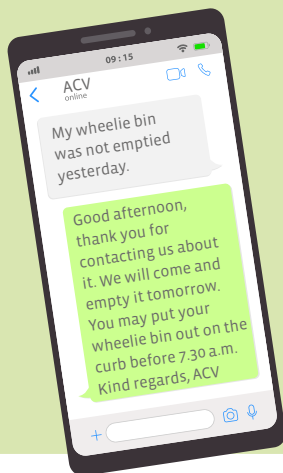 09:15
ACV
online
My wheelie bin
was not emptied
yesterday.
Good afternoon,
thank you for
contacting us about
it. We will come and
empty it tomorrow.
You may put your
wheelie bin out on the
curb before 7.30 a.m.
Kind regards, ACV